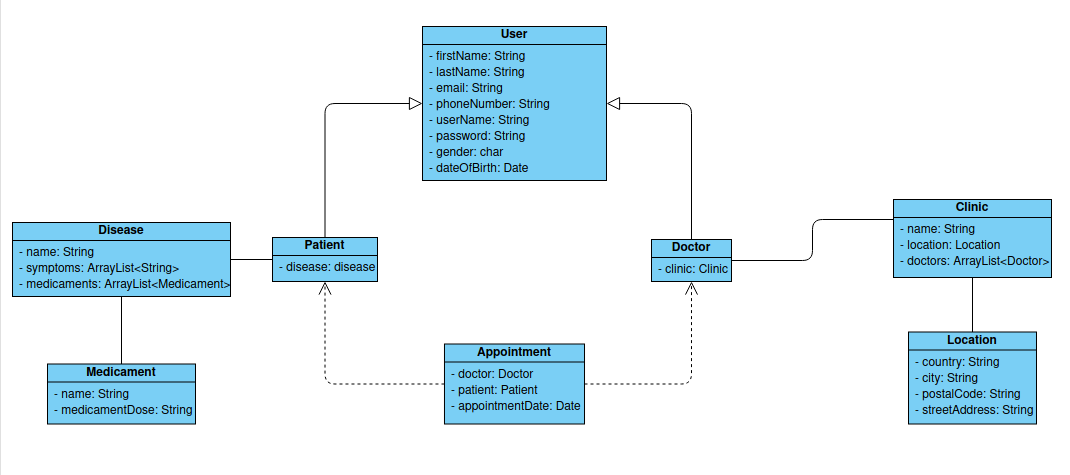 User
- firstName: String
- lastName: String
- email: String
- phoneNumber: String
- userName: String
- password: String
- gender: char
- dateOfBirth: Date
Disease
- name: String
- symptoms: ArrayList<String>
- medicaments: ArrayList<Medicament>
Patient
- disease: disease
Doctor
- clinic: Clinic
Clinic
- name: String
- location: Location
- doctors: ArrayList<Doctor>
Medicament
- name: String
- medicamentDose: String
Appointment
- doctor: Doctor
- patient: Patient
- appointmentDate: Date
Location
- country: String
- city: String
- postalCode: String
- streetAddress: String